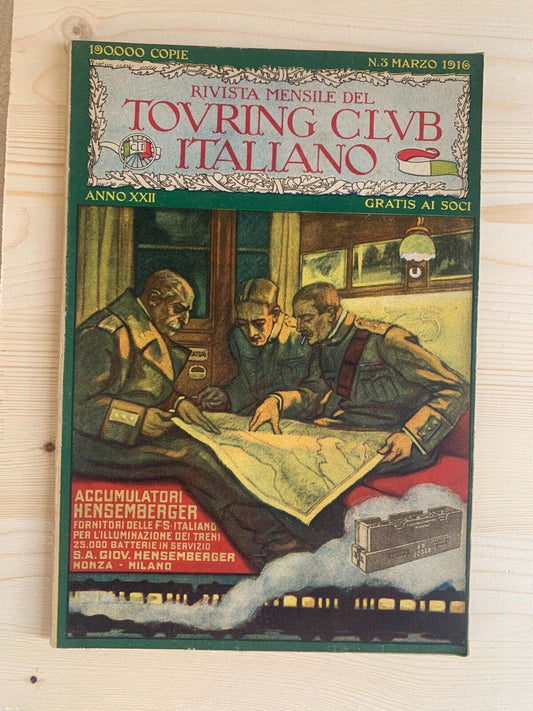 190000 COPIE
N.3 MARZO 1916
RIVISTA MENSILE DEL
TOVRING CLVB
ITALIANO
ANNO XXII
GRATIS AI SOCI
ACCUMULATORI
HENSEMBERGER
FORNITORI DELLE F·S·ITALIANO
PER L'ILLUMINAZIONE DEI TRENI
25.000 BATTERIE IN SERVIZIO
S.A. GIOV. HENSEMBERGER
MONZA - MILANO